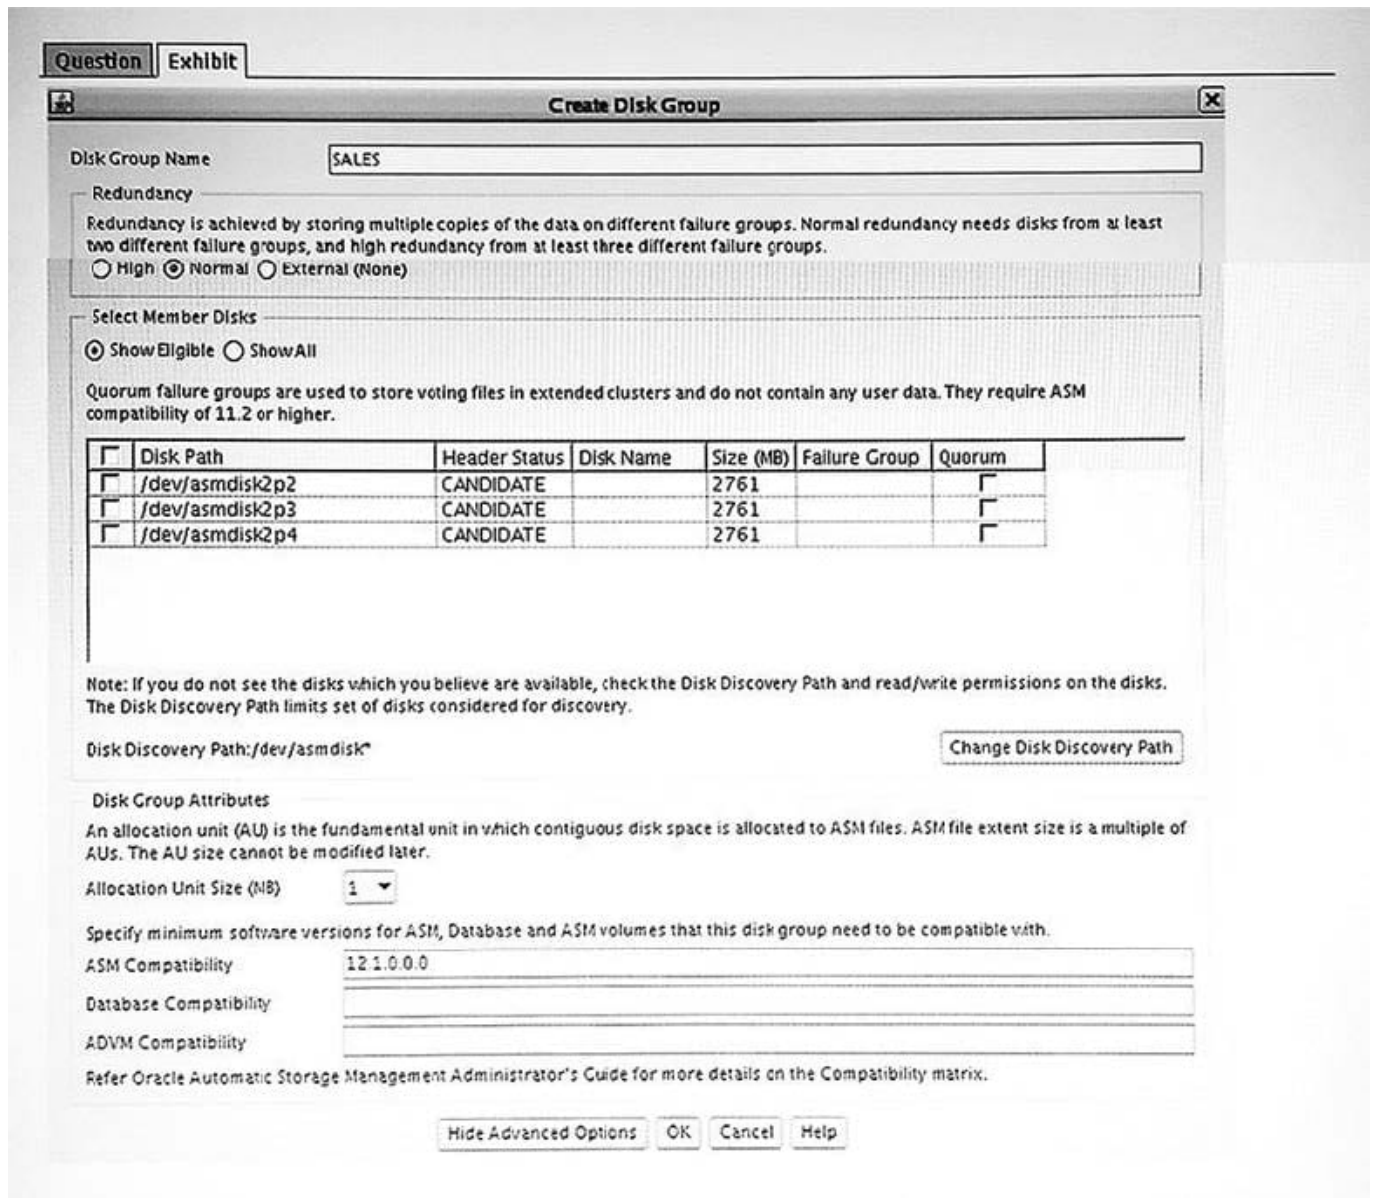 Question Exhibit
Create Disk Group
Disk Group Name SALES
Redundancy
Redundancy is achieved by storing multiple copies of the data on different failure groups. Normal redundancy needs disks from at least
two different failure groups, and high redundancy from at least three different failure groups.
High Normal External (None)
Select Member Disks
Show Eligible Show All
Quorum failure groups are used to store voting files in extended clusters and do not contain any user data. They require ASM
compatibility of 11.2 or higher.
Disk Path Header Status Disk Name Size (MB) Failure Group Quorum
/dev/asmdisk2p2 CANDIDATE 2761
/dev/asmdisk2p3 CANDIDATE 2761
/dev/asmdisk2p4 CANDIDATE 2761
Note: If you do not see the disks which you believe are available, check the Disk Discovery Path and read/write permissions on the disks.
The Disk Discovery Path limits set of disks considered for discovery.
Disk Discovery Path:/dev/asmdisk* Change Disk Discovery Path
Disk Group Attributes
An allocation unit (AU) is the fundamental unit in which contiguous disk space is allocated to ASM files. ASM file extent size is a multiple of
AUs. The AU size cannot be modified later.
Allocation Unit Size (MB) 1
Specify minimum software versions for ASM, Database and ASM volumes that this disk group need to be compatible with.
ASM Compatibility 12.1.0.0.0
Database Compatibility
ADVM Compatibility
Refer Oracle Automatic Storage Management Administrator's Guide for more details on the Compatibility matrix.
Hide Advanced Options OK Cancel Help